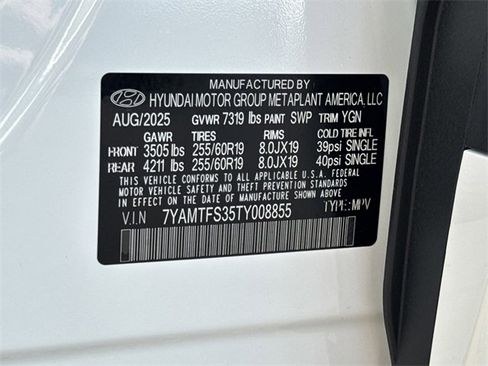 MANUFACTURED BY
HYUNDAI MOTOR GROUP METAPLANT AMERICA, LLC
AUG/2025 GVWR 7319 lbs PAINT SWP TRIM YGN
GAWR TIRES RIMS COLD TIRE INFL
FRONT 3505 lbs 255/60R19 8.0JX19 39psi SINGLE
REAR 4211 lbs 255/60R19 8.0JX19 40psi SINGLE
THIS VEHICLE CONFORMS TO ALL APPLICABLE U.S. FEDERAL
MOTOR VEHICLE SAFETY AND THEFT PREVENTION STANDARDS IN
EFFECT ON THE DATE OF MANUFACTURE SHOWN ABOVE.
V.I.N 7YAMTFS35TY008855 TYPE:MPV